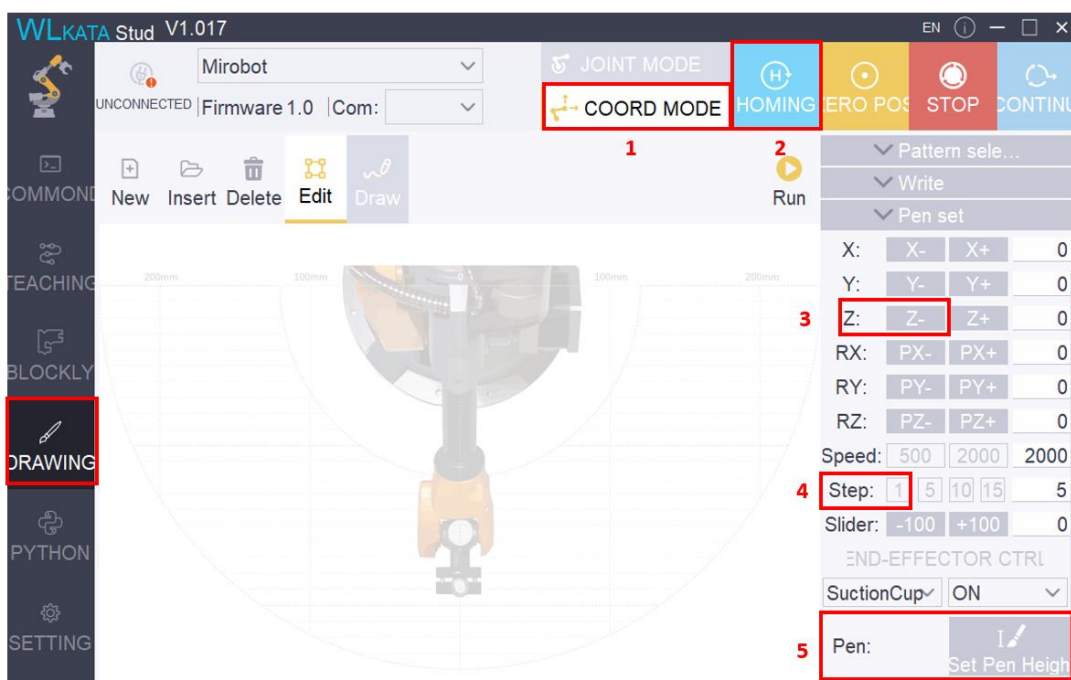 WLKATA Stud V1.017 EN
Mirobot
UNCONNECTED Firmware 1.0 Com:
JOINT MODE
COORD MODE
HOMING
ERO POS
STOP
CONTINU
1
2
COMMOND
TEACHING
BLOCKLY
DRAWING
PYTHON
SETTING
New Insert Delete Edit Draw
Run
200mm 100mm 0 100mm 200mm
Pattern sele...
Write
Pen set
X: X- X+ 0
Y: Y- Y+ 0
3 Z: Z- Z+ 0
RX: PX- PX+ 0
RY: PY- PY+ 0
RZ: PZ- PZ+ 0
Speed: 500 2000 2000
4 Step: 1 5 10 15 5
Slider: -100 +100 0
END-EFFECTOR CTRL
SuctionCup ON
5 Pen: Set Pen Heigh